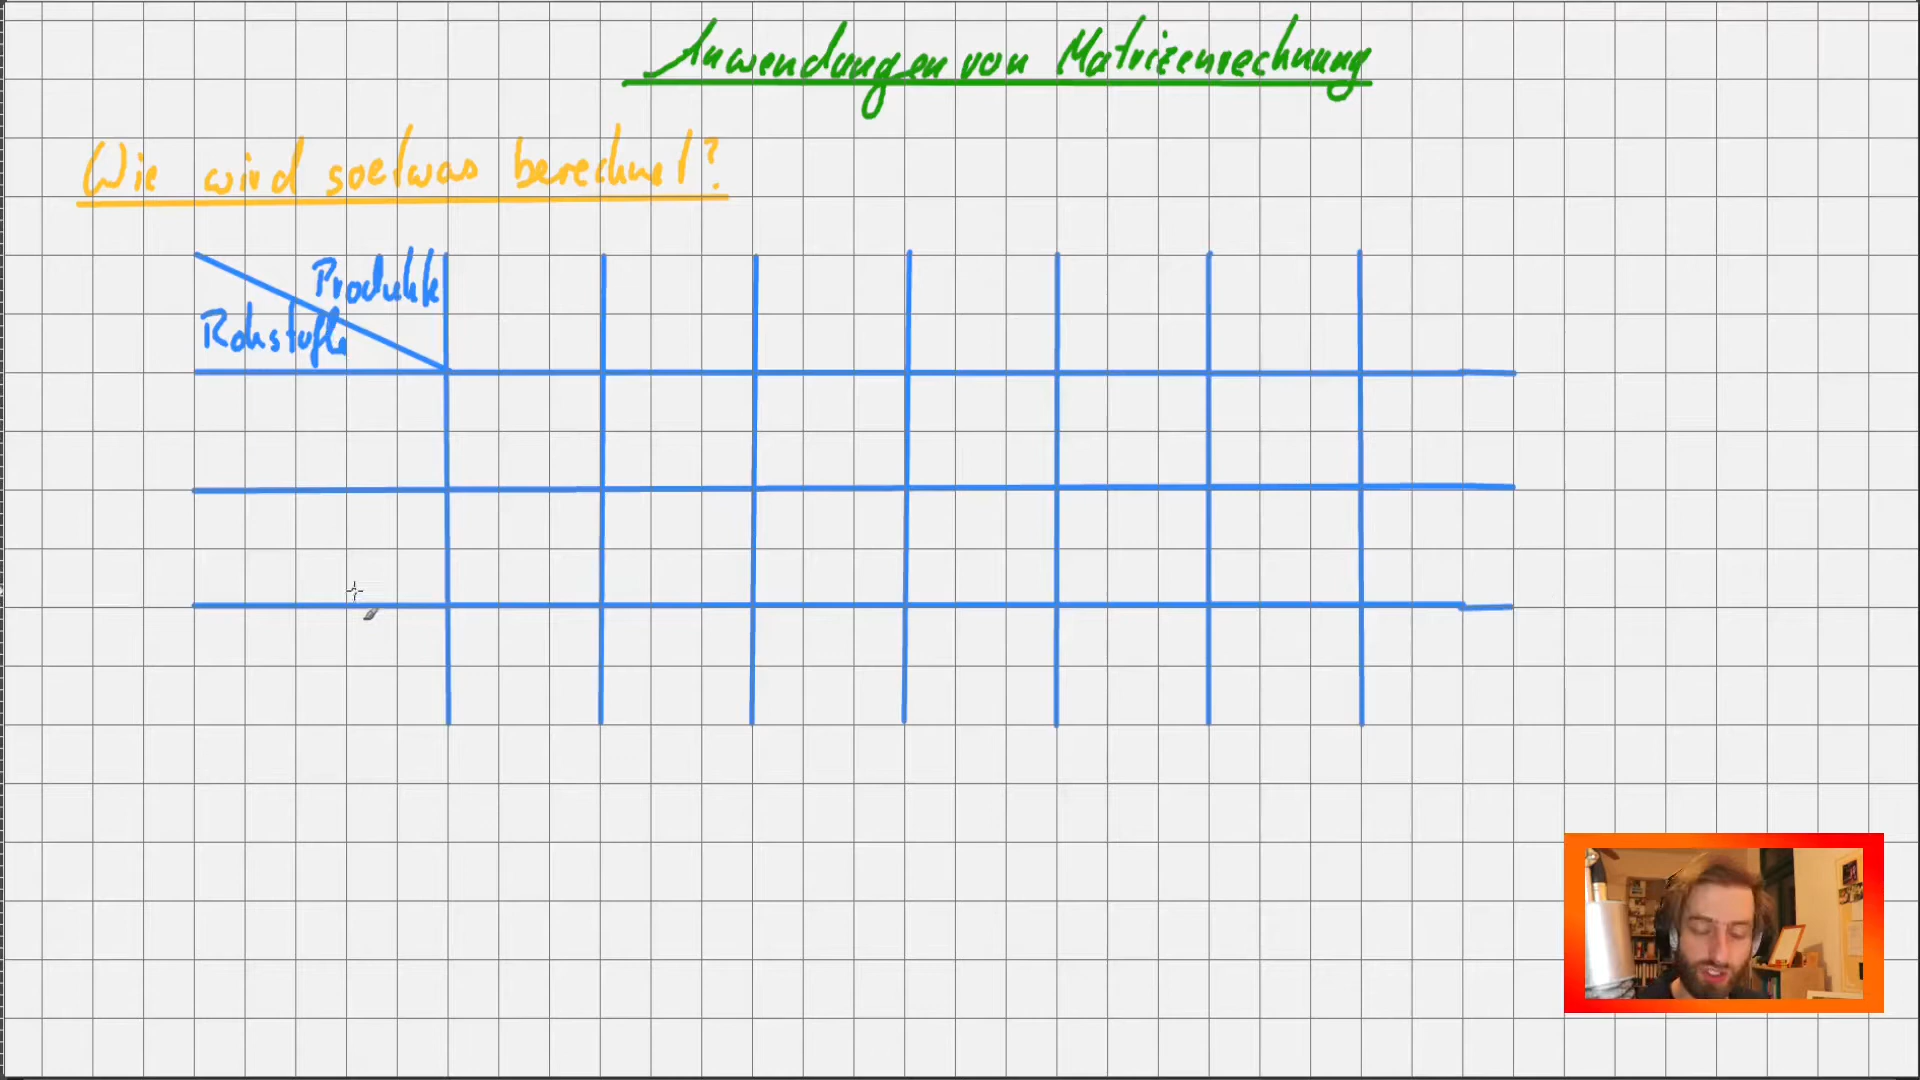 Anwendungen von Matrizenrechnung
Wie wird soetwas berechnet?
Produkte
Rohstoffe